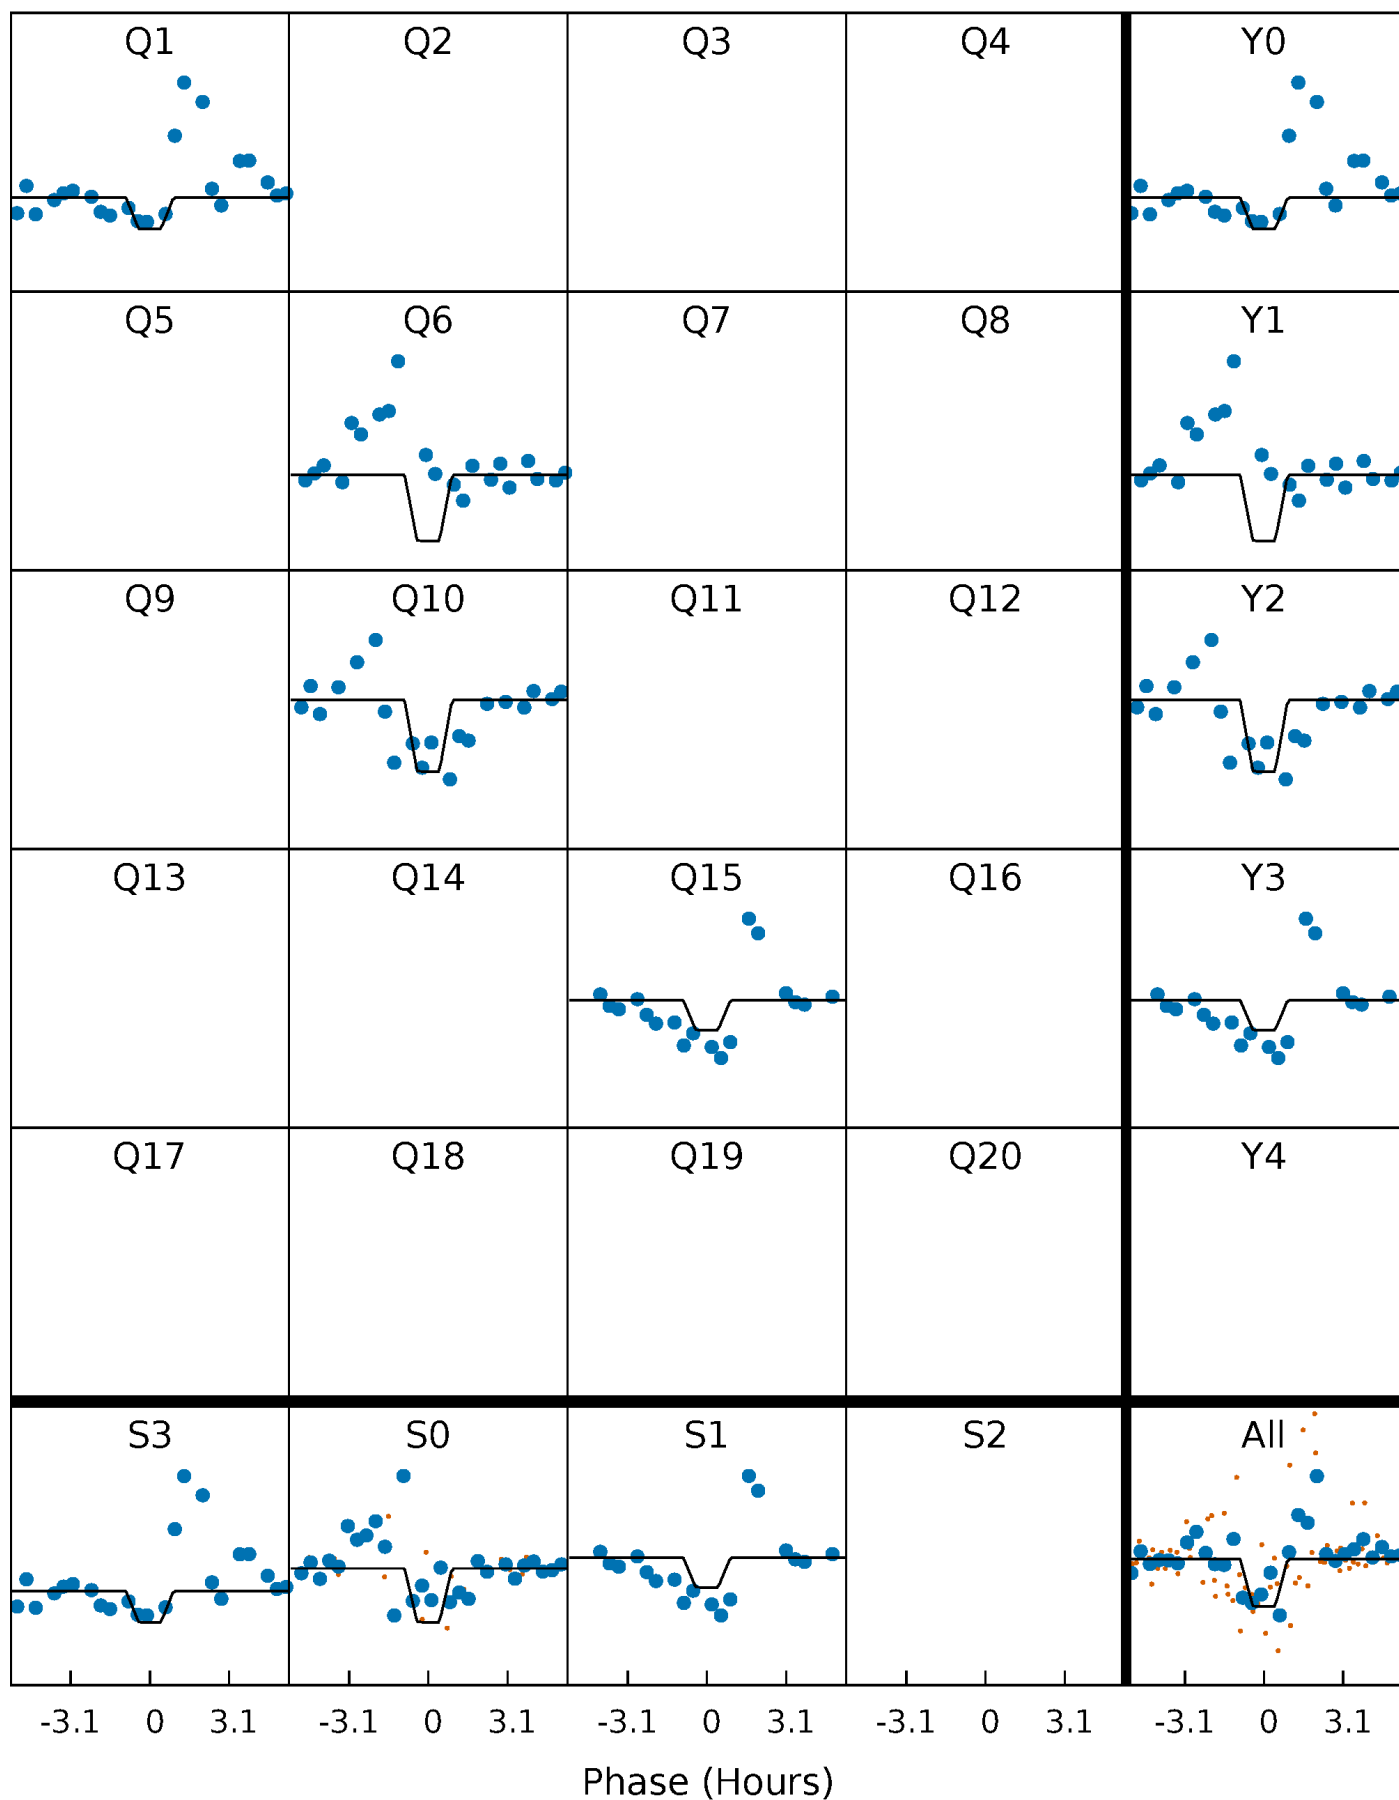 Q1 Q2 Q3 Q4 Y0
Q5 Q6 Q7 Q8 Y1
Q9 Q10 Q11 Q12 Y2
Q13 Q14 Q15 Q16 Y3
Q17 Q18 Q19 Q20 Y4
S3 S0 S1 S2 All
-3.1 0 3.1 -3.1 0 3.1 -3.1 0 3.1 -3.1 0 3.1 -3.1 0 3.1
Phase (Hours)